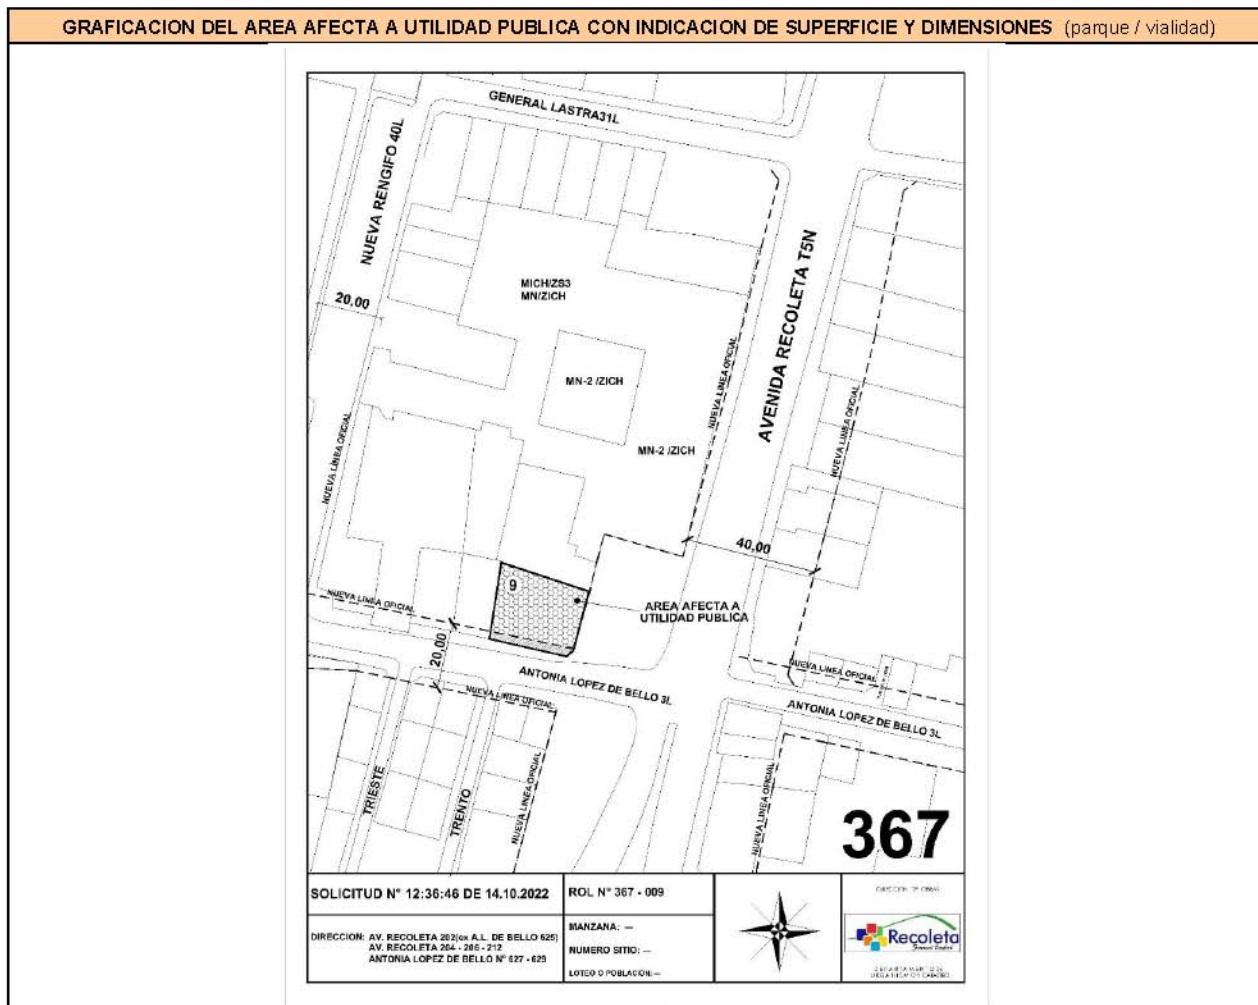 GRAFICACION DEL AREA AFECTA A UTILIDAD PUBLICA CON INDICACION DE SUPERFICIE Y DIMENSIONES (parque / vialidad)
GENERAL LASTRA31L
NUEVA RENGIFO 40L
AVENIDA RECOLETA T5N
MICH/ZS3
MN/ZICH
20,00
MN-2 /ZICH
NUEVA LINEA OFICIAL
NUEVA LINEA OFICIAL
MN-2 /ZICH
NUEVA LINEA OFICIAL
40,00
9
NUEVA LINEA OFICIAL
AREA AFECTA A
UTILIDAD PUBLICA
20,00
ANTONIA LOPEZ DE BELLO 3L
NUEVA LINEA OFICIAL
NUEVA LINEA OFICIAL
ANTONIA LOPEZ DE BELLO 3L
TRIESTE
TRENTO
NUEVA LINEA OFICIAL
NUEVA LINEA OFICIAL
367
SOLICITUD N° 12:36:46 DE 14.10.2022
ROL N° 367 - 009
DIRECCION: AV. RECOLETA 202(ex A.L. DE BELLO 625)
AV. RECOLETA 204 - 206 - 212
ANTONIA LOPEZ DE BELLO N° 627 - 629
MANZANA: —
NUMERO SITIO: —
LOTEO O POBLACION: —
Recoleta
DEPARTAMENTO DE
URBANISMO Y CATASTRO